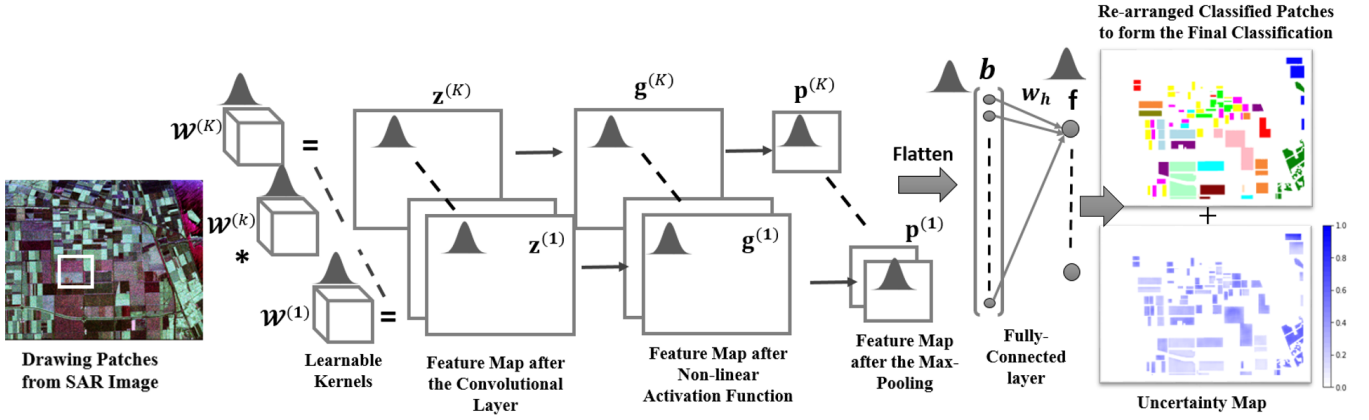 Re-arranged Classified Patches
to form the Final Classification
𝒲(K)
=
z(K)
g(K)
p(K)
b
w_h
f
Flatten
𝒲(k)
*
𝒲(1)
=
z(1)
g(1)
p(1)
+
1.0
0.8
0.6
0.4
0.2
0.0
Drawing Patches
from SAR Image
Learnable
Kernels
Feature Map after
the Convolutional
Layer
Feature Map after
Non-linear
Activation Function
Feature Map
after the Max-
Pooling
Fully-
Connected
layer
Uncertainty Map